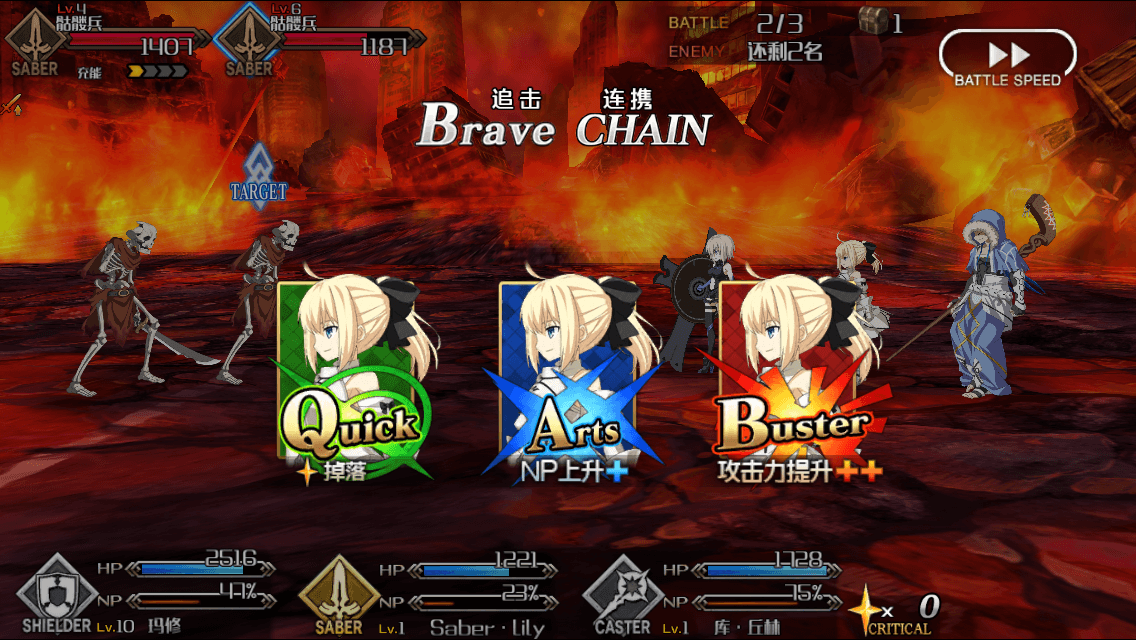 Lv.4
骷髅兵
1407
SABER
充能
Lv.6
骷髅兵
1187
SABER
BATTLE 2/3
1
ENEMY 还剩2名
BATTLE SPEED
追击 连携
Brave CHAIN
TARGET
Quick
掉落
Arts
NP上升+
Buster
攻击力提升++
HP 2516
NP 47%
SHIELDER Lv.10 玛修
HP 1221
NP 23%
SABER Lv.1 Saber·Lily
HP 1728
NP 75%
CASTER Lv.1 库·丘林
x 0
CRITICAL